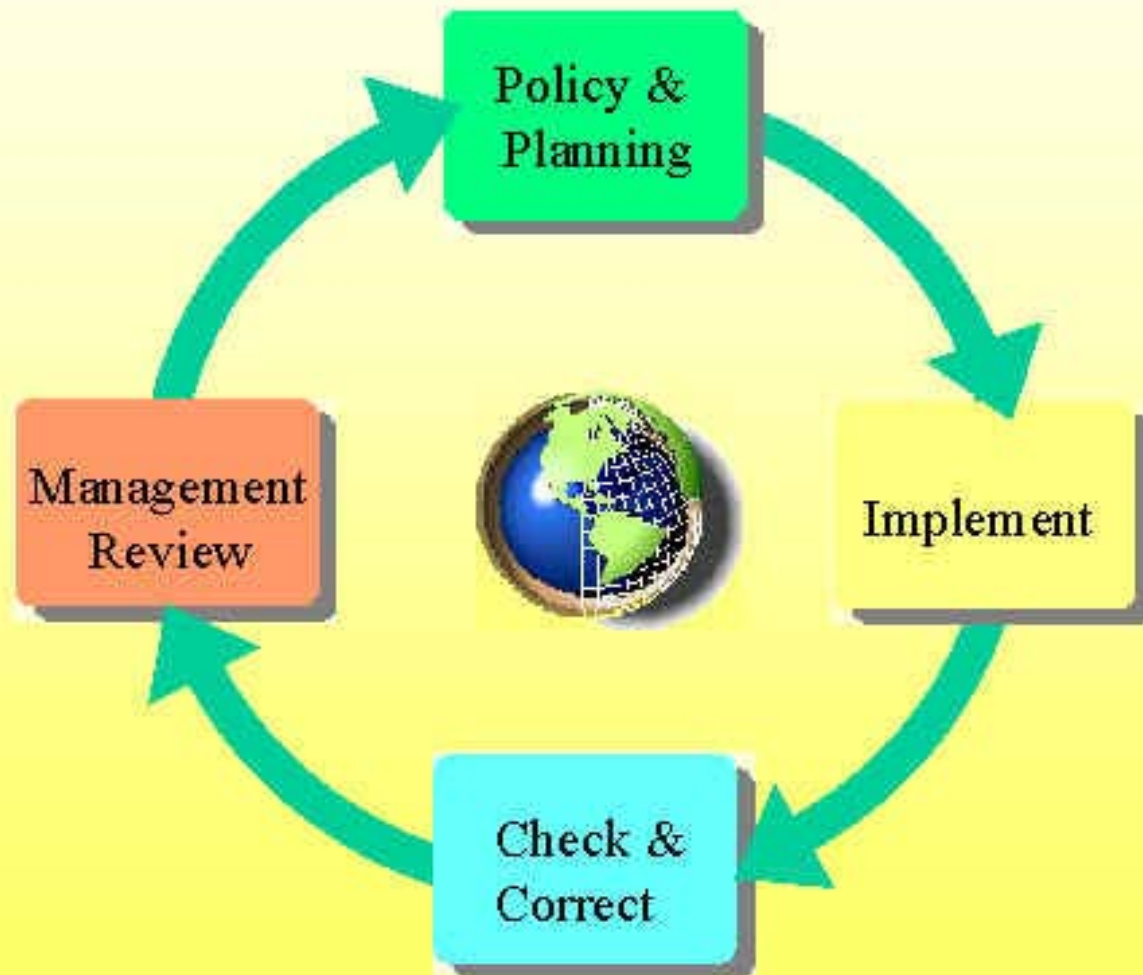 Policy &
Planning
Implement
Check &
Correct
Management
Review